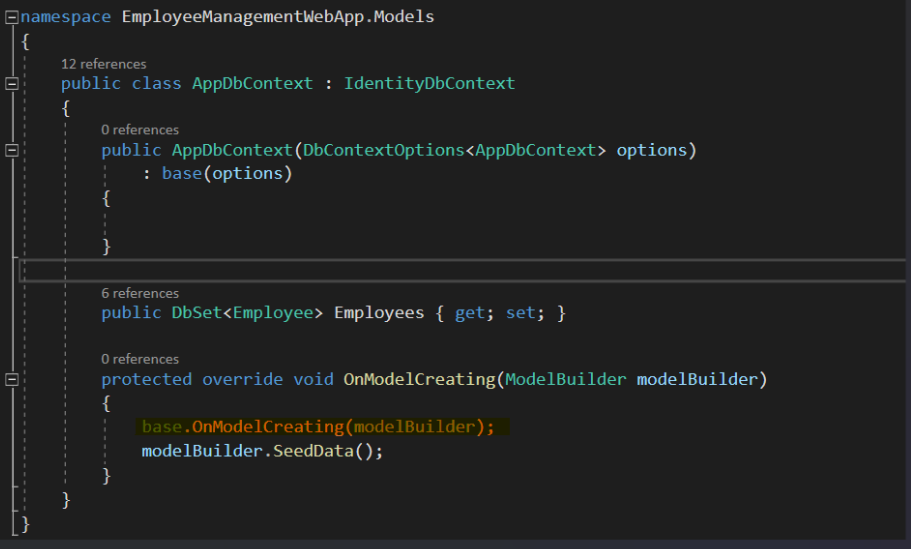 namespace EmployeeManagementWebApp.Models
{
12 references
public class AppDbContext : IdentityDbContext
{
0 references
public AppDbContext(DbContextOptions<AppDbContext> options)
: base(options)
{
}
6 references
public DbSet<Employee> Employees { get; set; }
0 references
protected override void OnModelCreating(ModelBuilder modelBuilder)
{
base.OnModelCreating(modelBuilder);
modelBuilder.SeedData();
}
}
}